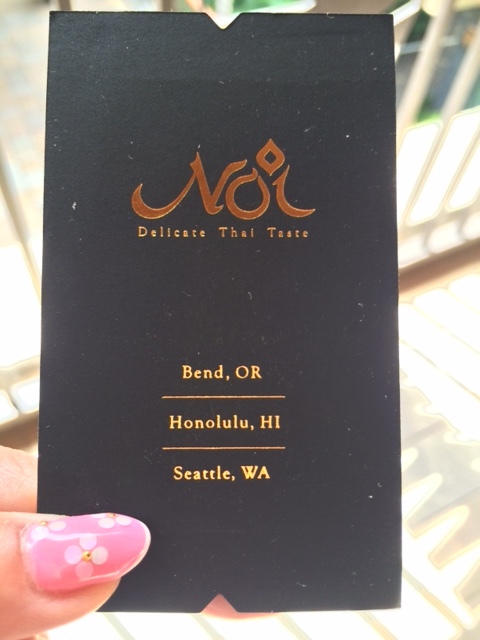 Noi
Delicate Thai Taste
Bend, OR
Honolulu, HI
Seattle, WA